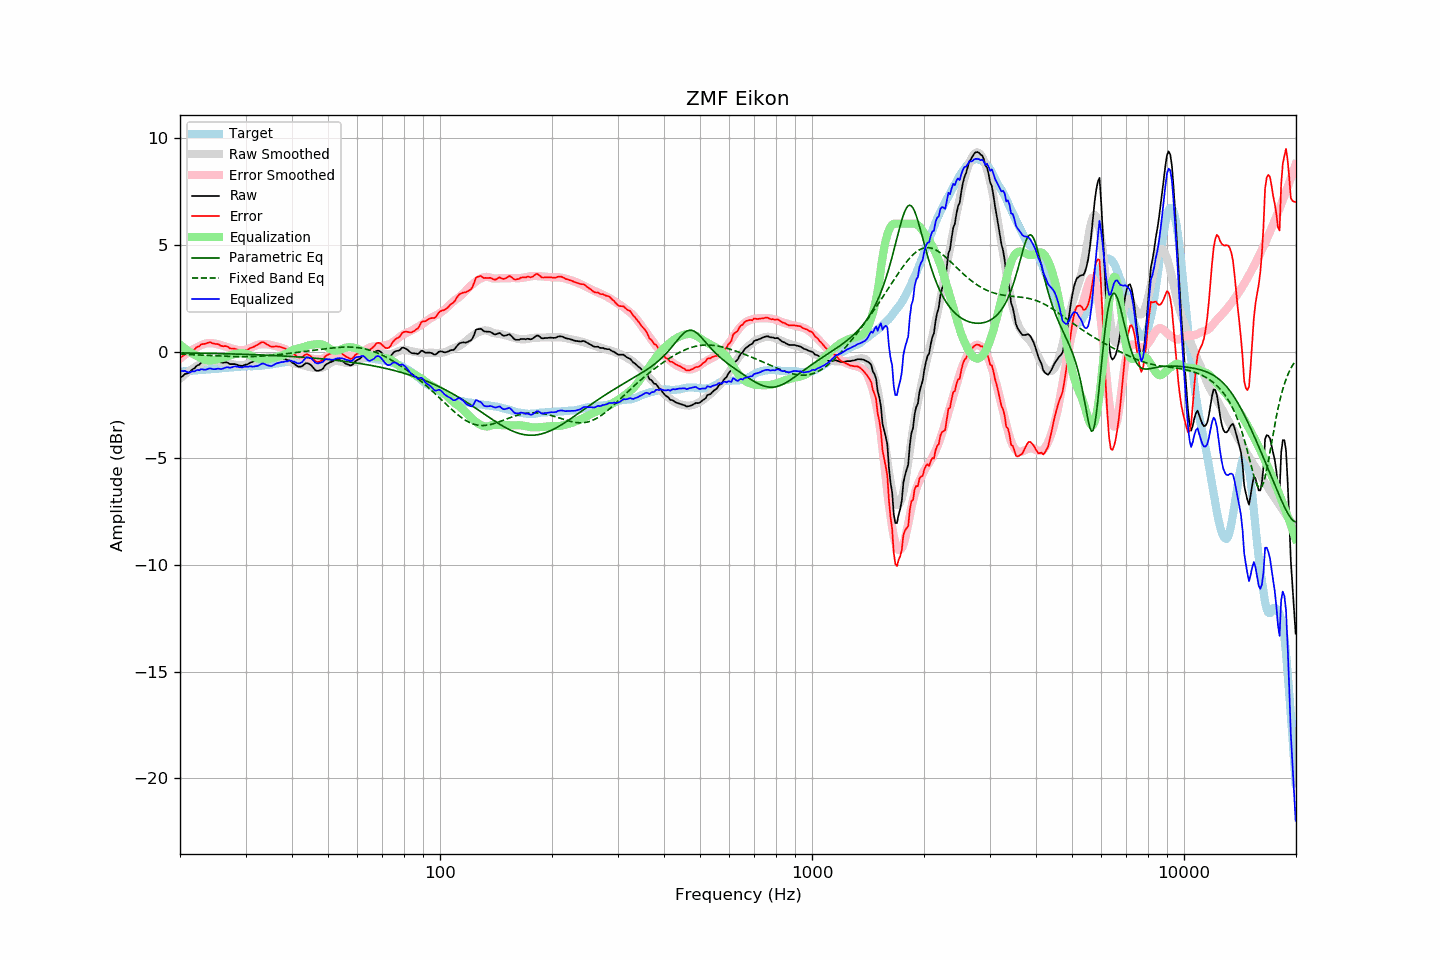 ZMF Eikon
Target
Raw Smoothed
Error Smoothed
Raw
Error
Equalization
Parametric Eq
Fixed Band Eq
Equalized
10
5
0
−5
−10
−15
−20
Amplitude (dBr)
100
1000
10000
Frequency (Hz)